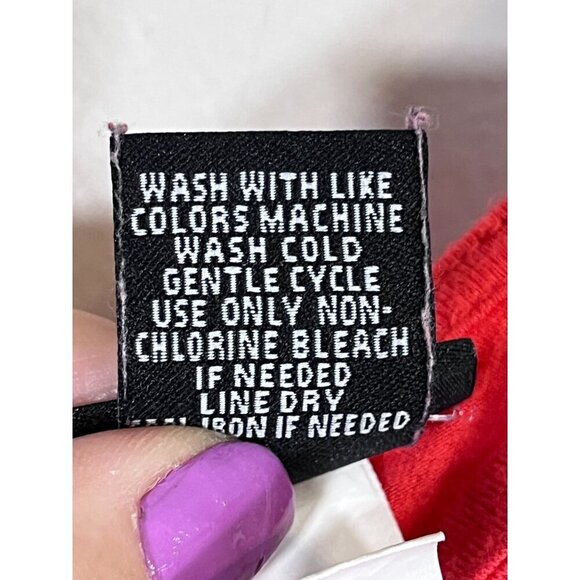 WASH WITH LIKE
COLORS MACHINE
WASH COLD
GENTLE CYCLE
USE ONLY NON-
CHLORINE BLEACH
IF NEEDED
LINE DRY
IRON IF NEEDED